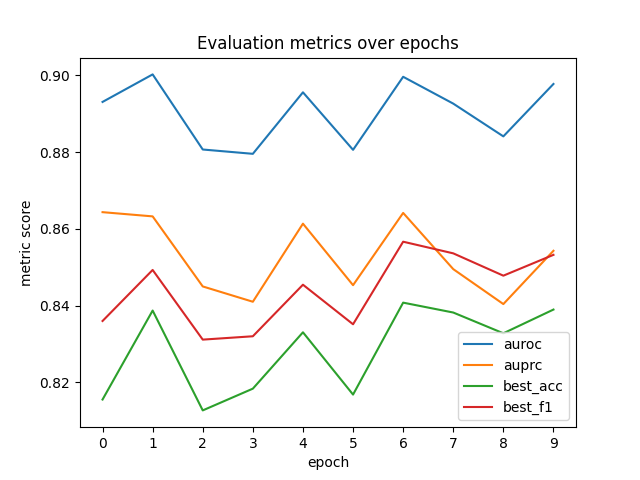 Evaluation metrics over epochs
metric score
0.90
0.88
0.86
0.84
0.82
0 1 2 3 4 5 6 7 8 9
epoch
auroc
auprc
best_acc
best_f1